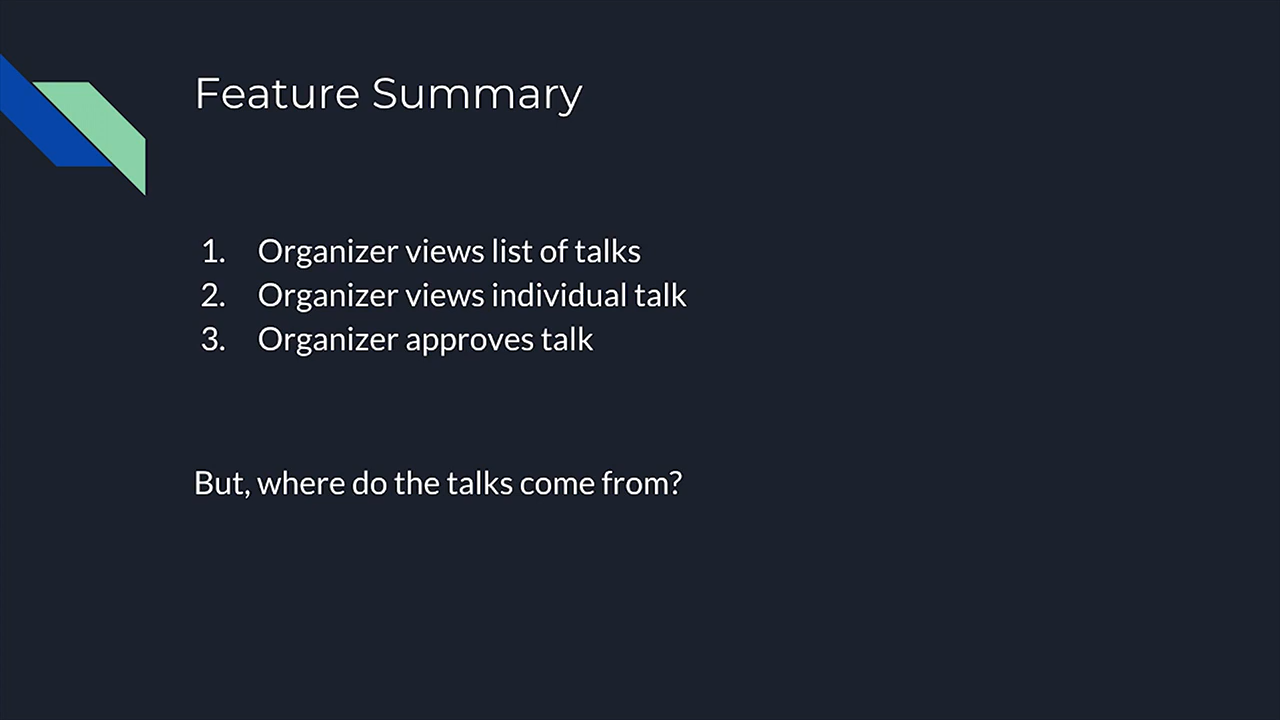 Feature Summary
1. Organizer views list of talks
2. Organizer views individual talk
3. Organizer approves talk
But, where do the talks come from?